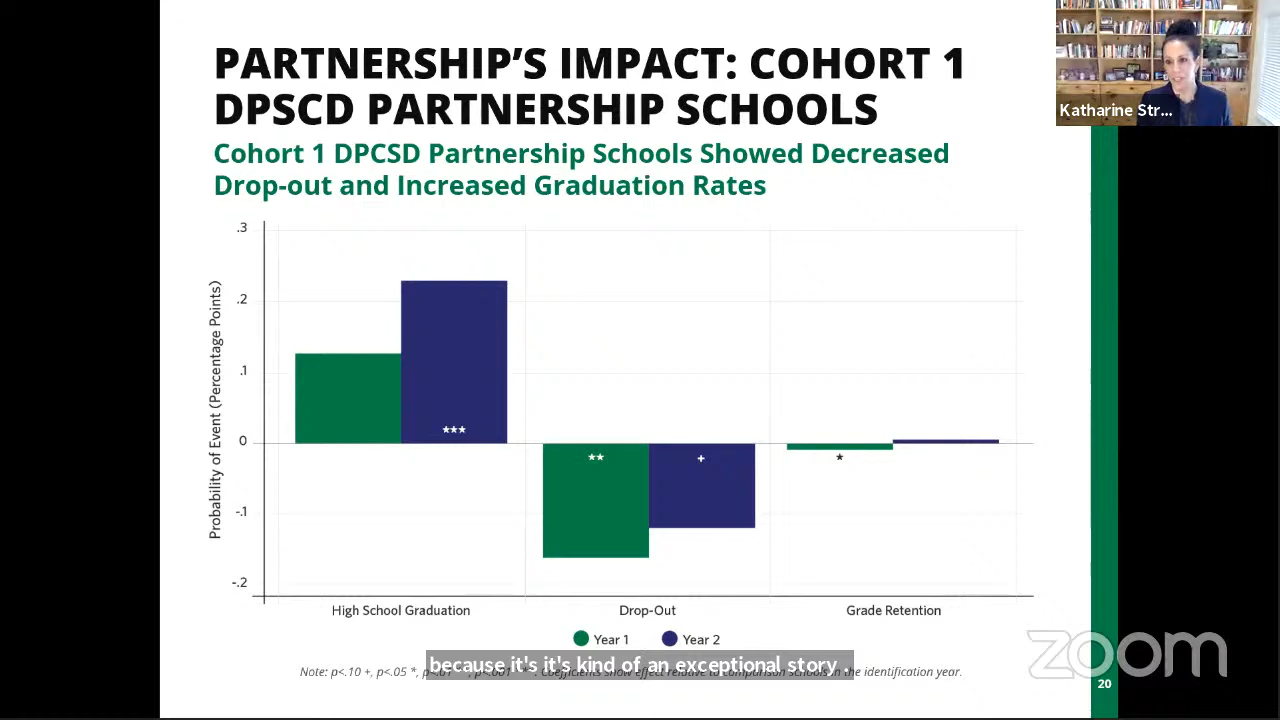 PARTNERSHIP'S IMPACT: COHORT 1
DPSCD PARTNERSHIP SCHOOLS
Cohort 1 DPCSD Partnership Schools Showed Decreased
Drop-out and Increased Graduation Rates
Katharine Str...
Probability of Event (Percentage Points)
.3
.2
.1
0
-.1
-.2
***
**
+
*
High School Graduation
Drop-Out
Grade Retention
Year 1
Year 2
because it's it's kind of an exceptional story .
Note: p<.10 +, p<.05 *, Coefficients show effect relative to comparison schools in the identification year.
zoom
20